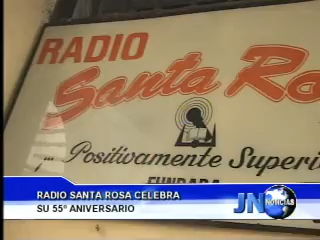 RADIO
Santa Ro
Positivamente Superi
FUNDADA
RADIO SANTA ROSA CELEBRA
SU 55º ANIVERSARIO
JN
NOTICIAS